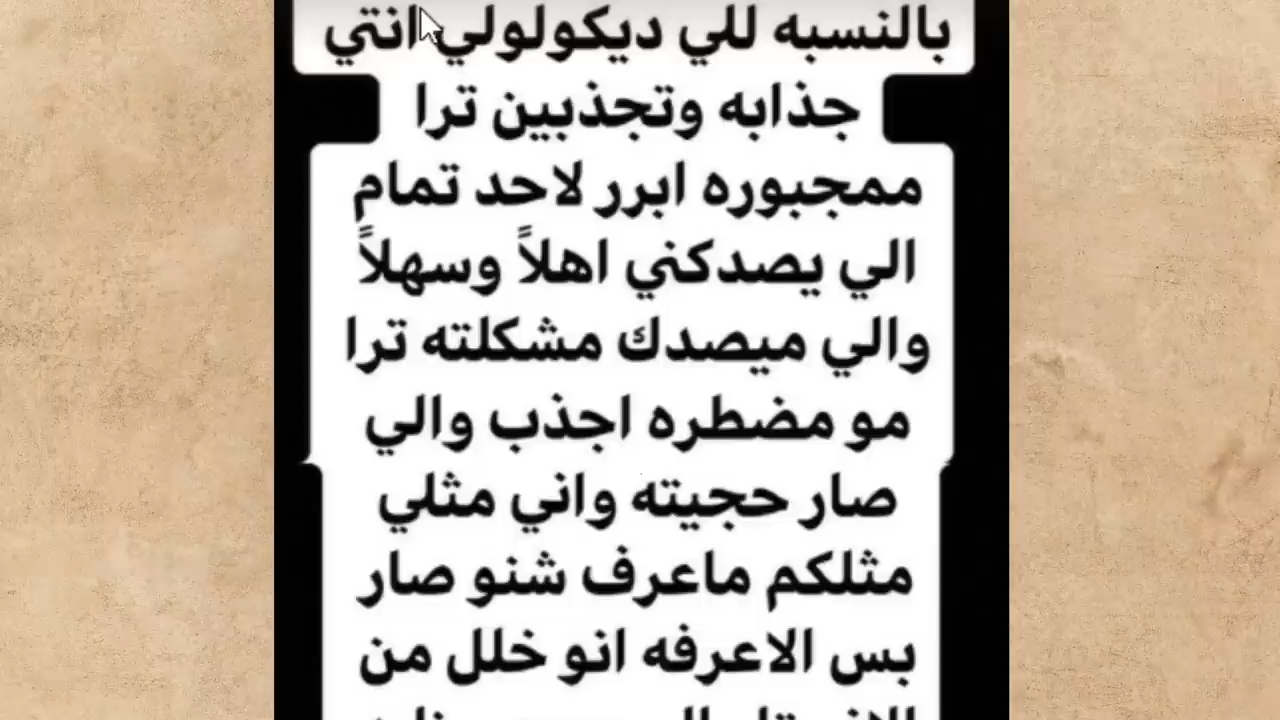 بالنسبه للي ديكولولي انتي
جذابه وتجذبين ترا
ممجبوره ابرر لاحد تمام
الي يصدكني اهلاً وسهلاً
والي ميصدك مشكلته ترا
مو مضطره اجذب والي
صار حجيته واني مثلي
مثلكم ماعرف شنو صار
بس الاعرفه انو خلل من